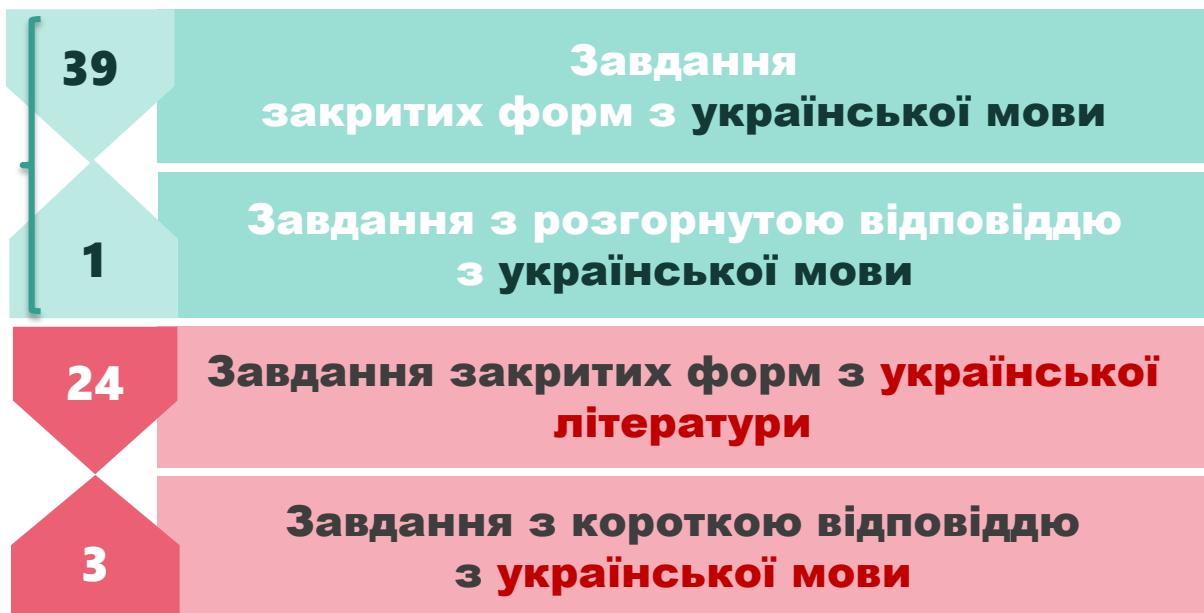 39
Завдання
закритих форм з української мови
1
Завдання з розгорнутою відповіддю
з української мови
24
Завдання закритих форм з української
літератури
3
Завдання з короткою відповіддю
з української мови